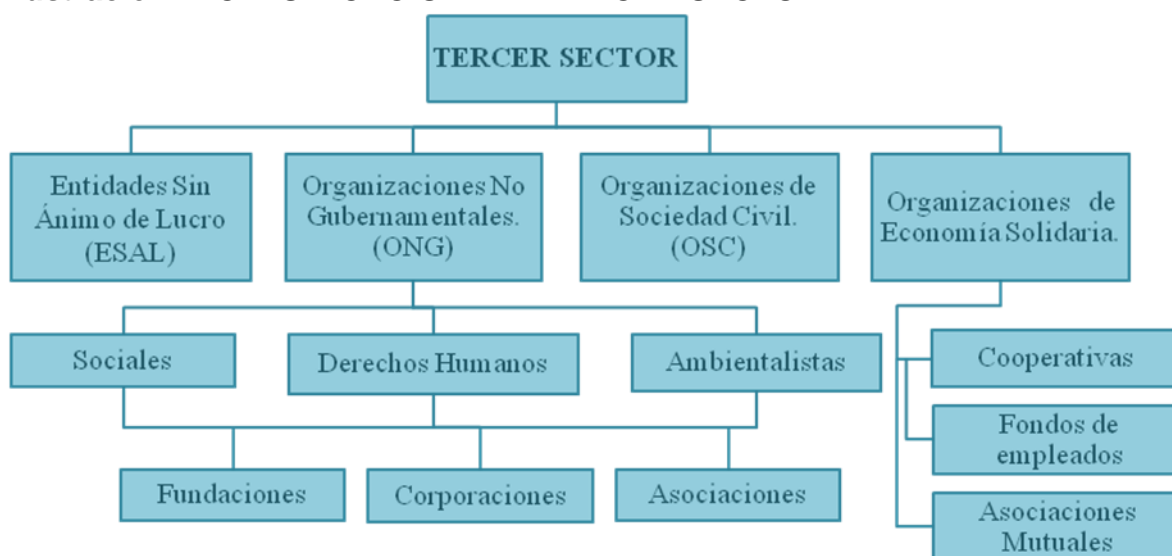 TERCER SECTOR
Entidades Sin
Ánimo de Lucro
(ESAL)
Organizaciones No
Gubernamentales.
(ONG)
Organizaciones de
Sociedad Civil.
(OSC)
Organizaciones de
Economía Solidaria.
Sociales
Derechos Humanos
Ambientalistas
Fundaciones
Corporaciones
Asociaciones
Cooperativas
Fondos de
empleados
Asociaciones
Mutuales